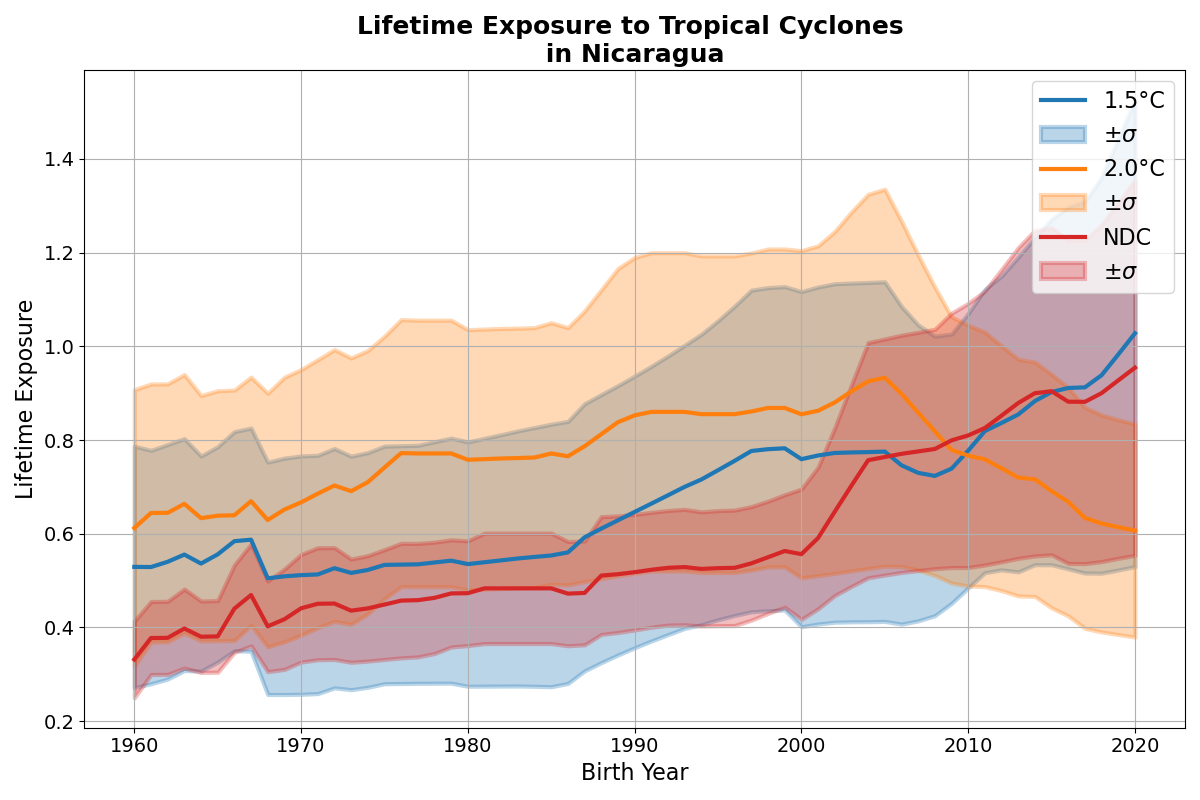 Lifetime Exposure to Tropical Cyclones
in Nicaragua
1.5°C
±σ
2.0°C
±σ
NDC
±σ
Lifetime Exposure
1.4
1.2
1.0
0.8
0.6
0.4
0.2
1960 1970 1980 1990 2000 2010 2020
Birth Year